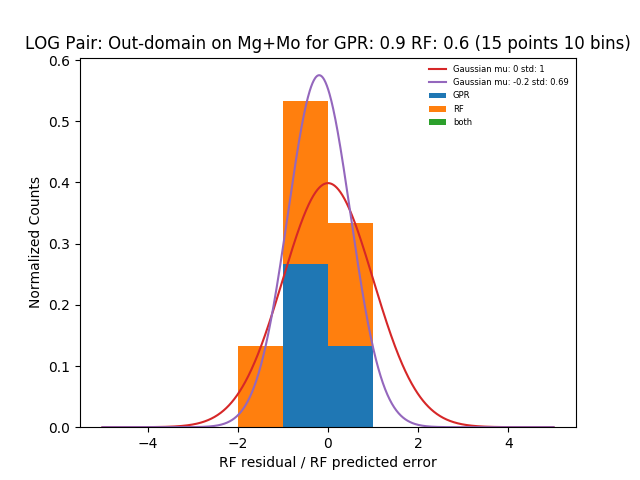 LOG Pair: Out-domain on Mg+Mo for GPR: 0.9 RF: 0.6 (15 points 10 bins)
Gaussian mu: 0 std: 1
Gaussian mu: -0.2 std: 0.69
GPR
RF
both
Normalized Counts
0.6
0.5
0.4
0.3
0.2
0.1
0.0
−4 −2 0 2 4
RF residual / RF predicted error